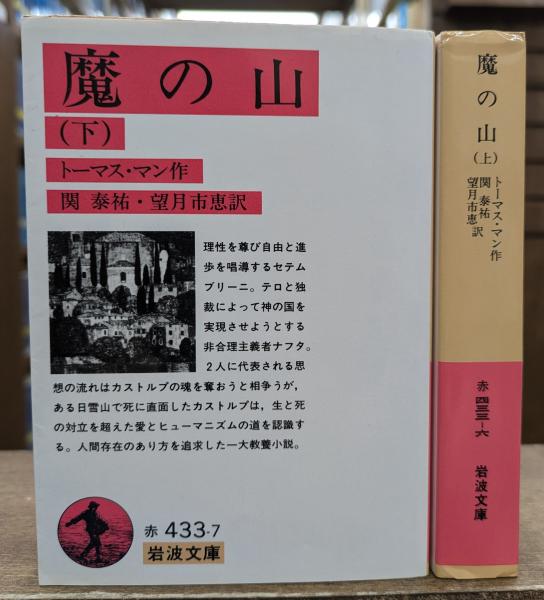 魔の山
（下）
トーマス・マン作
関 泰祐・望月市恵訳
理性を尊び自由と進
歩を唱導するセテム
ブリーニ。テロと独
裁によって神の国を
実現させようとする
非合理主義者ナフタ。
2人に代表される思
想の流れはカストルプの魂を奪おうと相争うが，
ある日雪山で死に直面したカストルプは，生と死
の対立を超えた愛とヒューマニズムの道を認識す
る。人間存在のあり方を追求した一大教養小説。
赤 433-7
岩波文庫
魔の山（上）
トーマス・マン作
関 泰祐
望月市恵訳
赤 四三三-六
岩波文庫